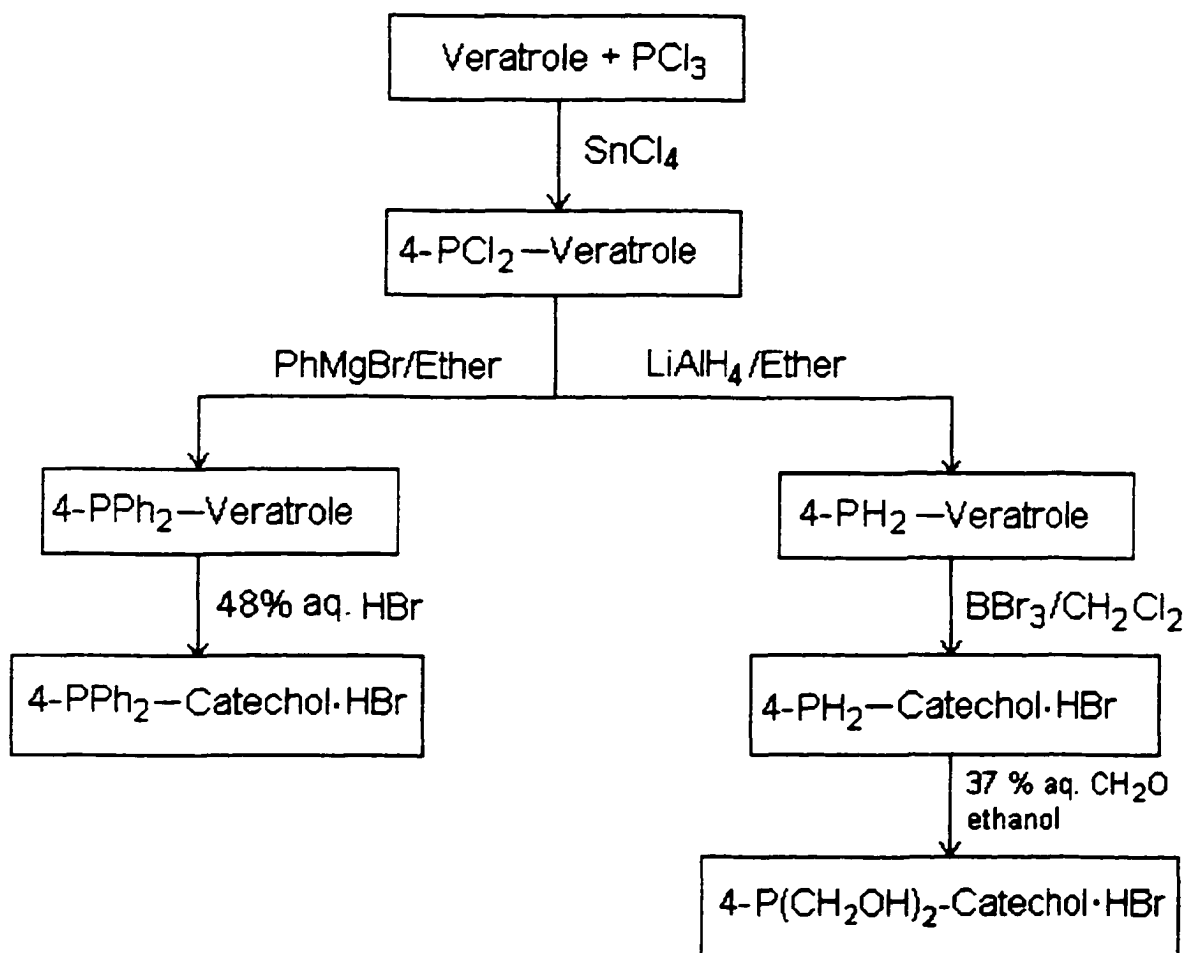 Veratrole + PCl₃
SnCl₄
4-PCl₂—Veratrole
PhMgBr/Ether
LiAlH₄/Ether
4-PPh₂—Veratrole
4-PH₂—Veratrole
48% aq. HBr
BBr₃/CH₂Cl₂
4-PPh₂—Catechol·HBr
4-PH₂—Catechol·HBr
37 % aq. CH₂O
ethanol
4-P(CH₂OH)₂-Catechol·HBr